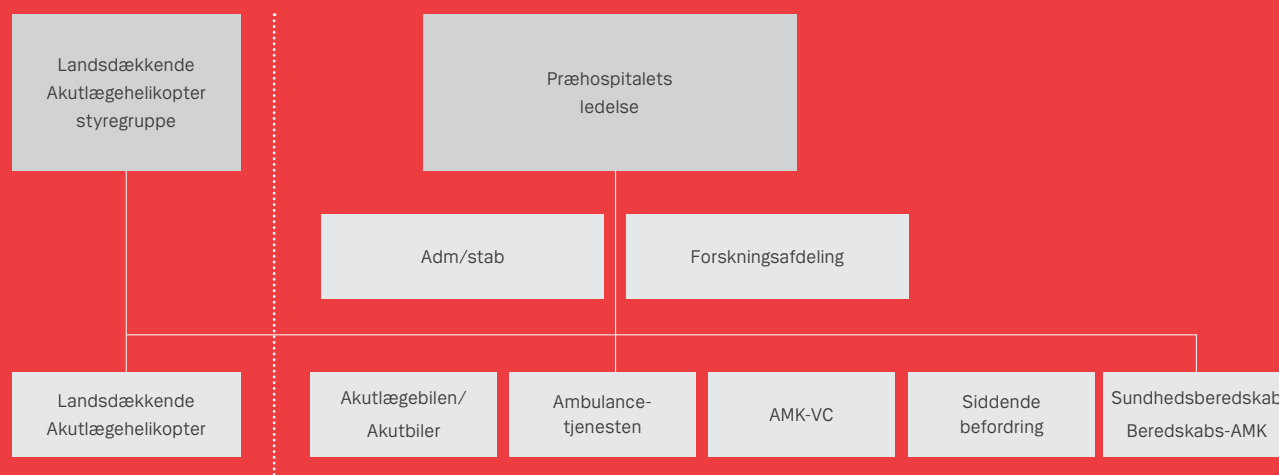 Landsdækkende
Akutlægehelikopter
styregruppe
Præhospitalets
ledelse
Adm/stab
Forskningsafdeling
Landsdækkende
Akutlægehelikopter
Akutlægebilen/
Akutbiler
Ambulance-
tjenesten
AMK-VC
Siddende
befordring
Sundhedsberedskab
Beredskabs-AMK